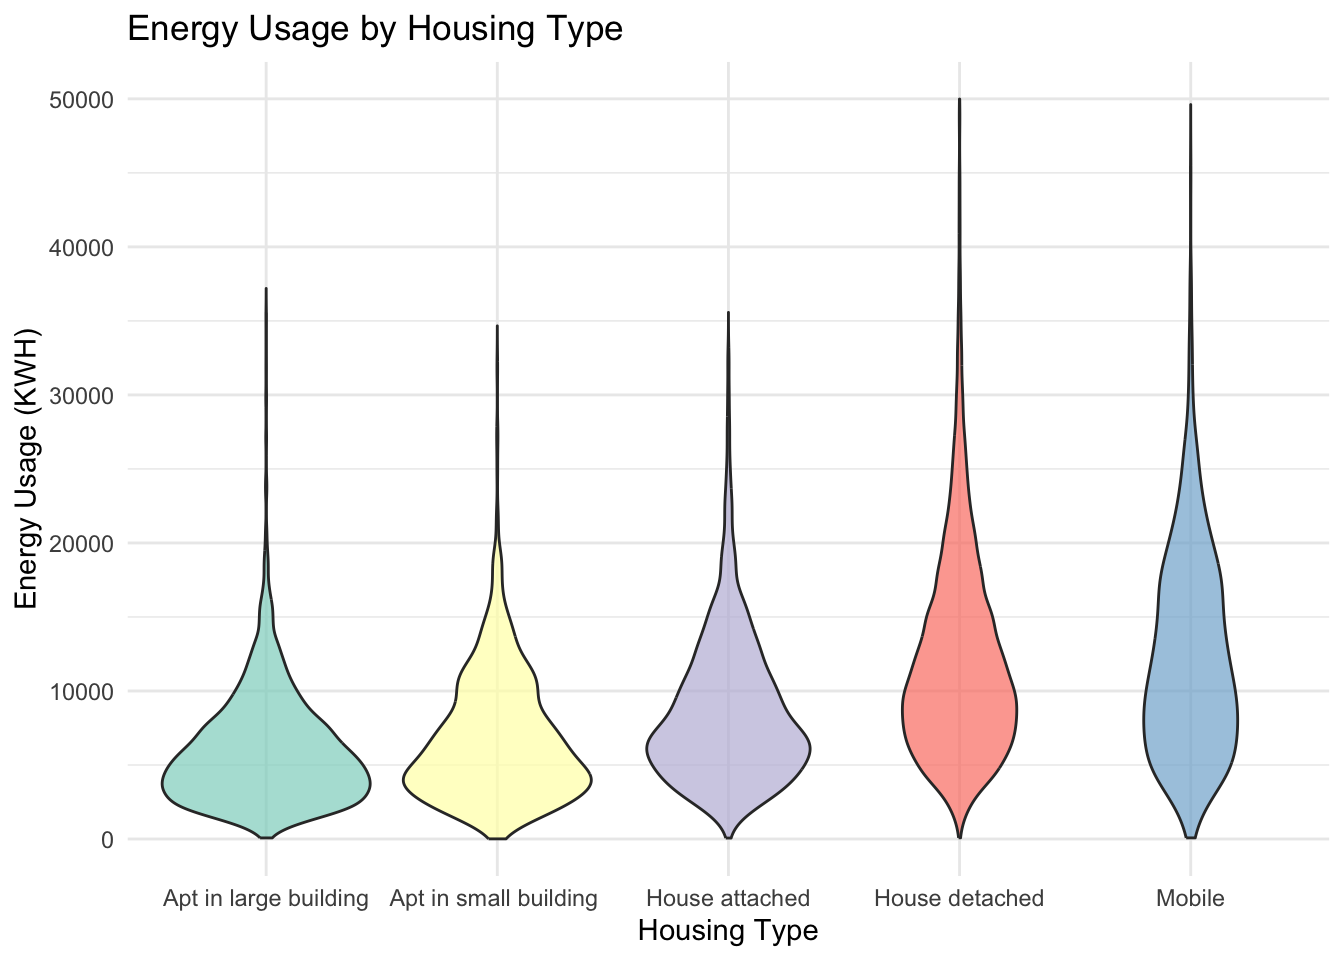 Energy Usage by Housing Type
Energy Usage (KWH)
50000
40000
30000
20000
10000
0
Apt in large building
Apt in small building
House attached
House detached
Mobile
Housing Type